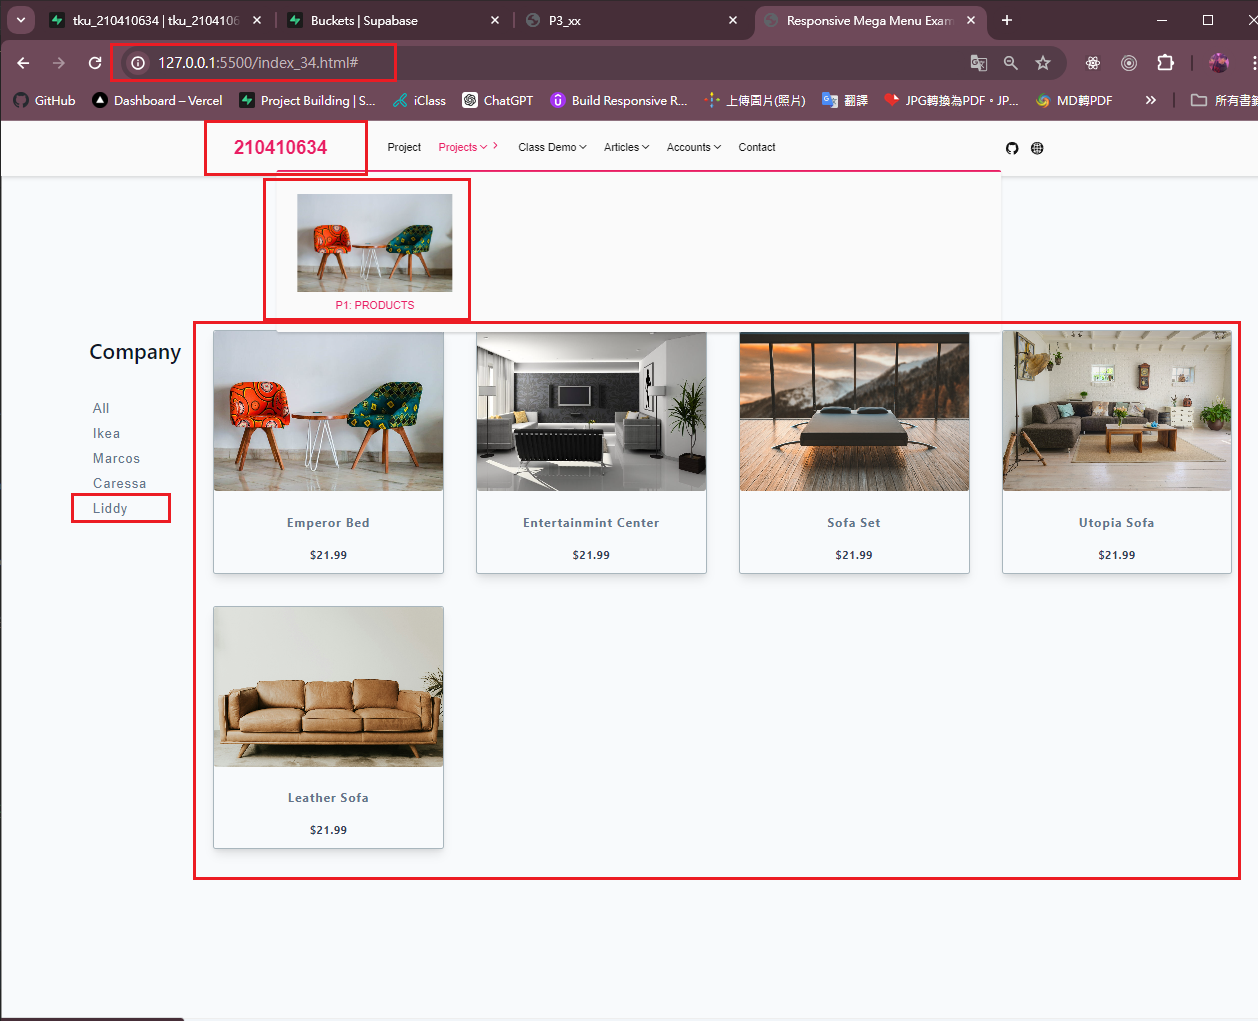 tku_210410634 | tku_21041063
Buckets | Supabase
P3_xx
Responsive Mega Menu Exam
127.0.0.1:5500/index_34.html#
GitHub
Dashboard – Vercel
Project Building | S...
iClass
ChatGPT
Build Responsive R...
上傳圖片(照片)
翻譯
JPG轉換為PDF。JP...
MD轉PDF
所有書籤
210410634
Project
Projects
Class Demo
Articles
Accounts
Contact
P1: PRODUCTS
Company
All
Ikea
Marcos
Caressa
Liddy
Emperor Bed
$21.99
Entertainmint Center
$21.99
Sofa Set
$21.99
Utopia Sofa
$21.99
Leather Sofa
$21.99